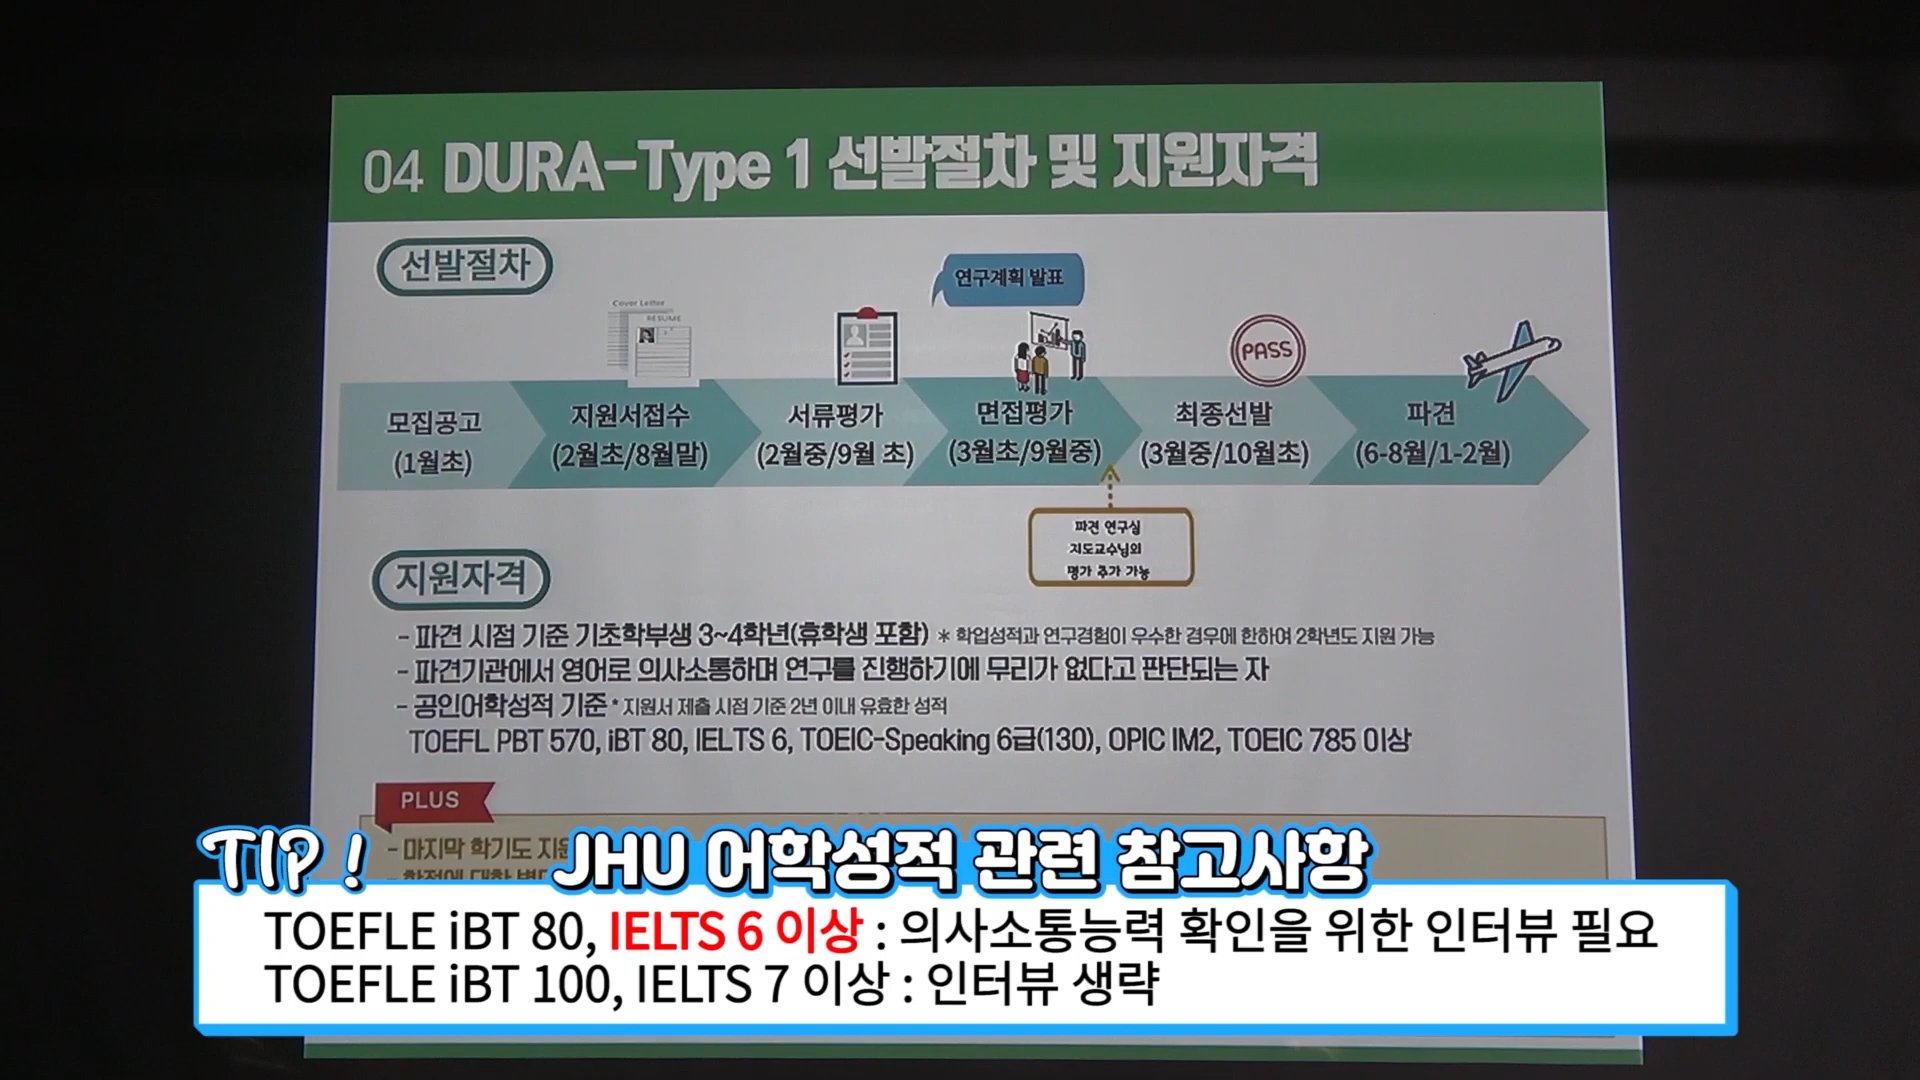 04 DURA-Type 1 선발절차 및 지원자격
선발절차
연구계획 발표
Cover Letter
RESUME
PASS
모집공고
(1월초)
지원서접수
(2월초/8월말)
서류평가
(2월중/9월 초)
면접평가
(3월초/9월중)
최종선발
(3월중/10월초)
파견
(6-8월/1-2월)
파견 연구실
지도교수님의
평가 추가 가능
지원자격
- 파견 시점 기준 기초학부생 3~4학년(휴학생 포함) * 학업성적과 연구경험이 우수한 경우에 한하여 2학년도 지원 가능
- 파견기관에서 영어로 의사소통하며 연구를 진행하기에 무리가 없다고 판단되는 자
- 공인어학성적 기준 * 지원서 제출 시점 기준 2년 이내 유효한 성적
TOEFL PBT 570, iBT 80, IELTS 6, TOEIC-Speaking 6급(130), OPIC IM2, TOEIC 785 이상
PLUS
- 마지막 학기도
TIP ! JHU 어학성적 관련 참고사항
TOEFLE iBT 80, IELTS 6 이상 : 의사소통능력 확인을 위한 인터뷰 필요
TOEFLE iBT 100, IELTS 7 이상 : 인터뷰 생략